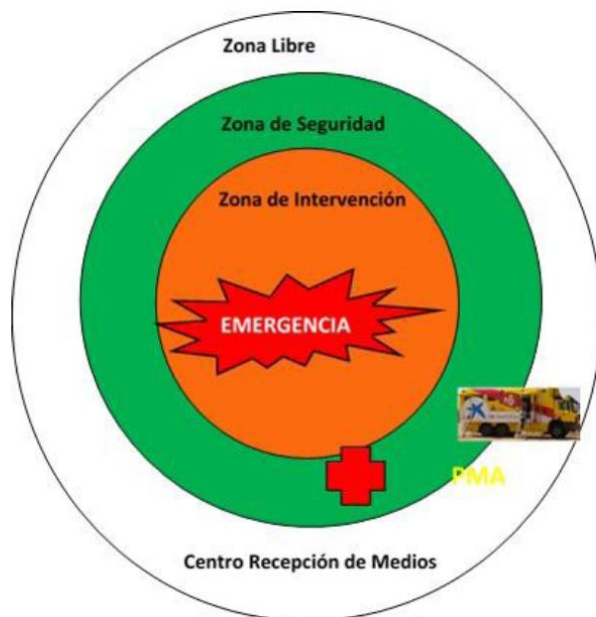 Zona Libre
Zona de Seguridad
Zona de Intervención
EMERGENCIA
PMA
Centro Recepción de Medios